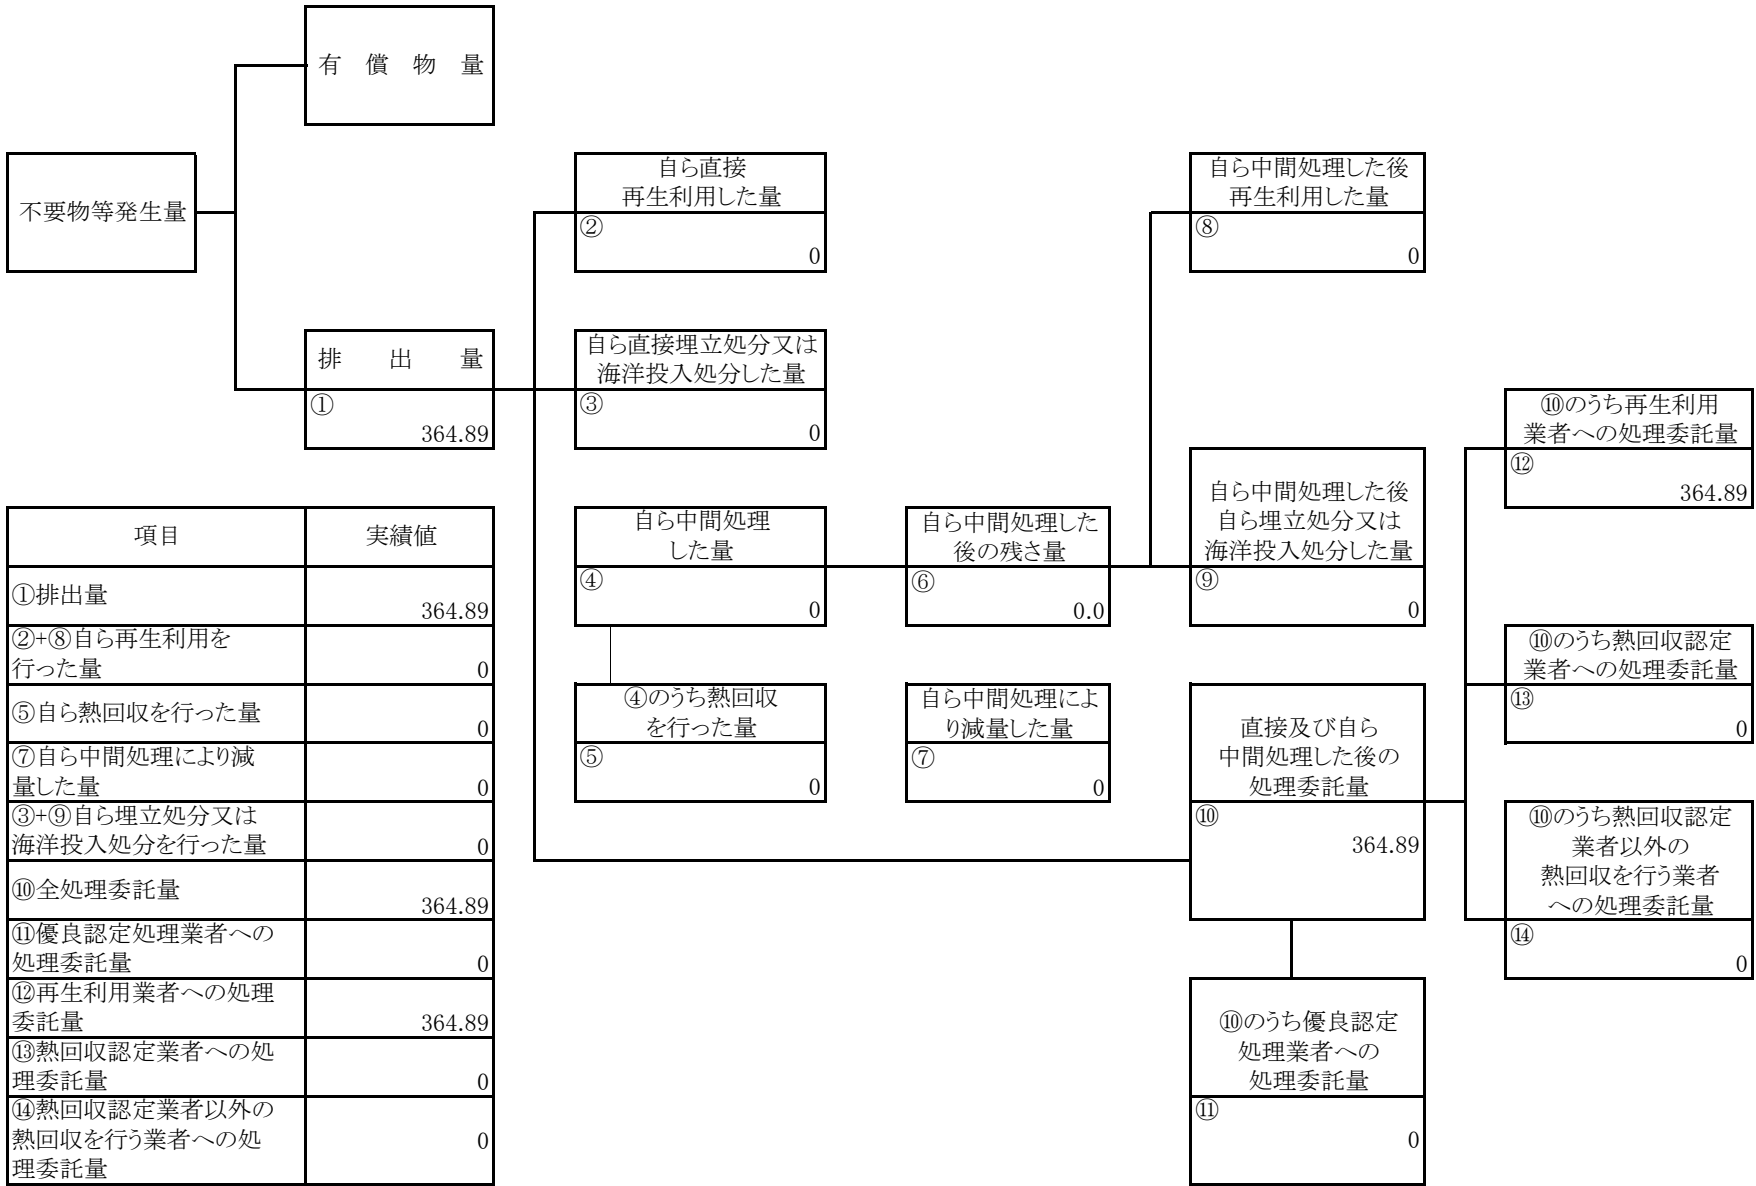 有　償　物　量
不要物等発生量
自ら直接
再生利用した量
②
0
自ら中間処理した後
再生利用した量
⑧
0
排　出　量
①
364.89
自ら直接埋立処分又は
海洋投入処分した量
③
0
⑩のうち再生利用
業者への処理委託量
⑫
364.89
自ら中間処理
した量
④
0
自ら中間処理した
後の残さ量
⑥
0.0
自ら中間処理した後
自ら埋立処分又は
海洋投入処分した量
⑨
0
⑩のうち熱回収認定
業者への処理委託量
⑬
0
④のうち熱回収
を行った量
⑤
0
自ら中間処理によ
り減量した量
⑦
0
直接及び自ら
中間処理した後の
処理委託量
⑩
364.89
⑩のうち熱回収認定
業者以外の
熱回収を行う業者
への処理委託量
⑭
0
⑩のうち優良認定
処理業者への
処理委託量
⑪
0
項目　実績値
①排出量
364.89
②+⑧自ら再生利用を
行った量
0
⑤自ら熱回収を行った量
0
⑦自ら中間処理により減
量した量
0
③+⑨自ら埋立処分又は
海洋投入処分を行った量
0
⑩全処理委託量
364.89
⑪優良認定処理業者への
処理委託量
0
⑫再生利用業者への処理
委託量
364.89
⑬熱回収認定業者への処
理委託量
0
⑭熱回収認定業者以外の
熱回収を行う業者への処
理委託量
0